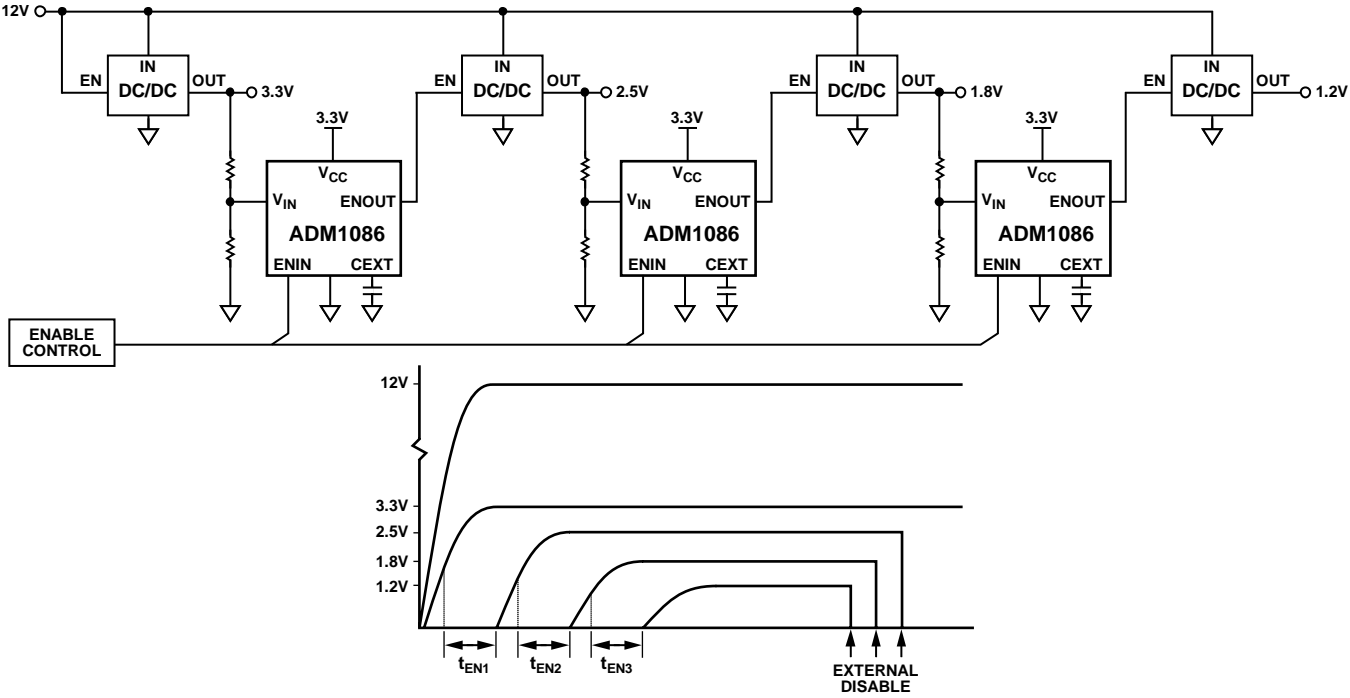 12V
IN
IN
IN
IN
EN DC/DC OUT 3.3V
EN DC/DC OUT 2.5V
EN DC/DC OUT 1.8V
EN DC/DC OUT 1.2V
3.3V
3.3V
3.3V
VCC
VCC
VCC
VIN ENOUT
VIN ENOUT
VIN ENOUT
ADM1086
ADM1086
ADM1086
ENIN CEXT
ENIN CEXT
ENIN CEXT
ENABLE
CONTROL
12V
3.3V
2.5V
1.8V
1.2V
tEN1 tEN2 tEN3
EXTERNAL
DISABLE